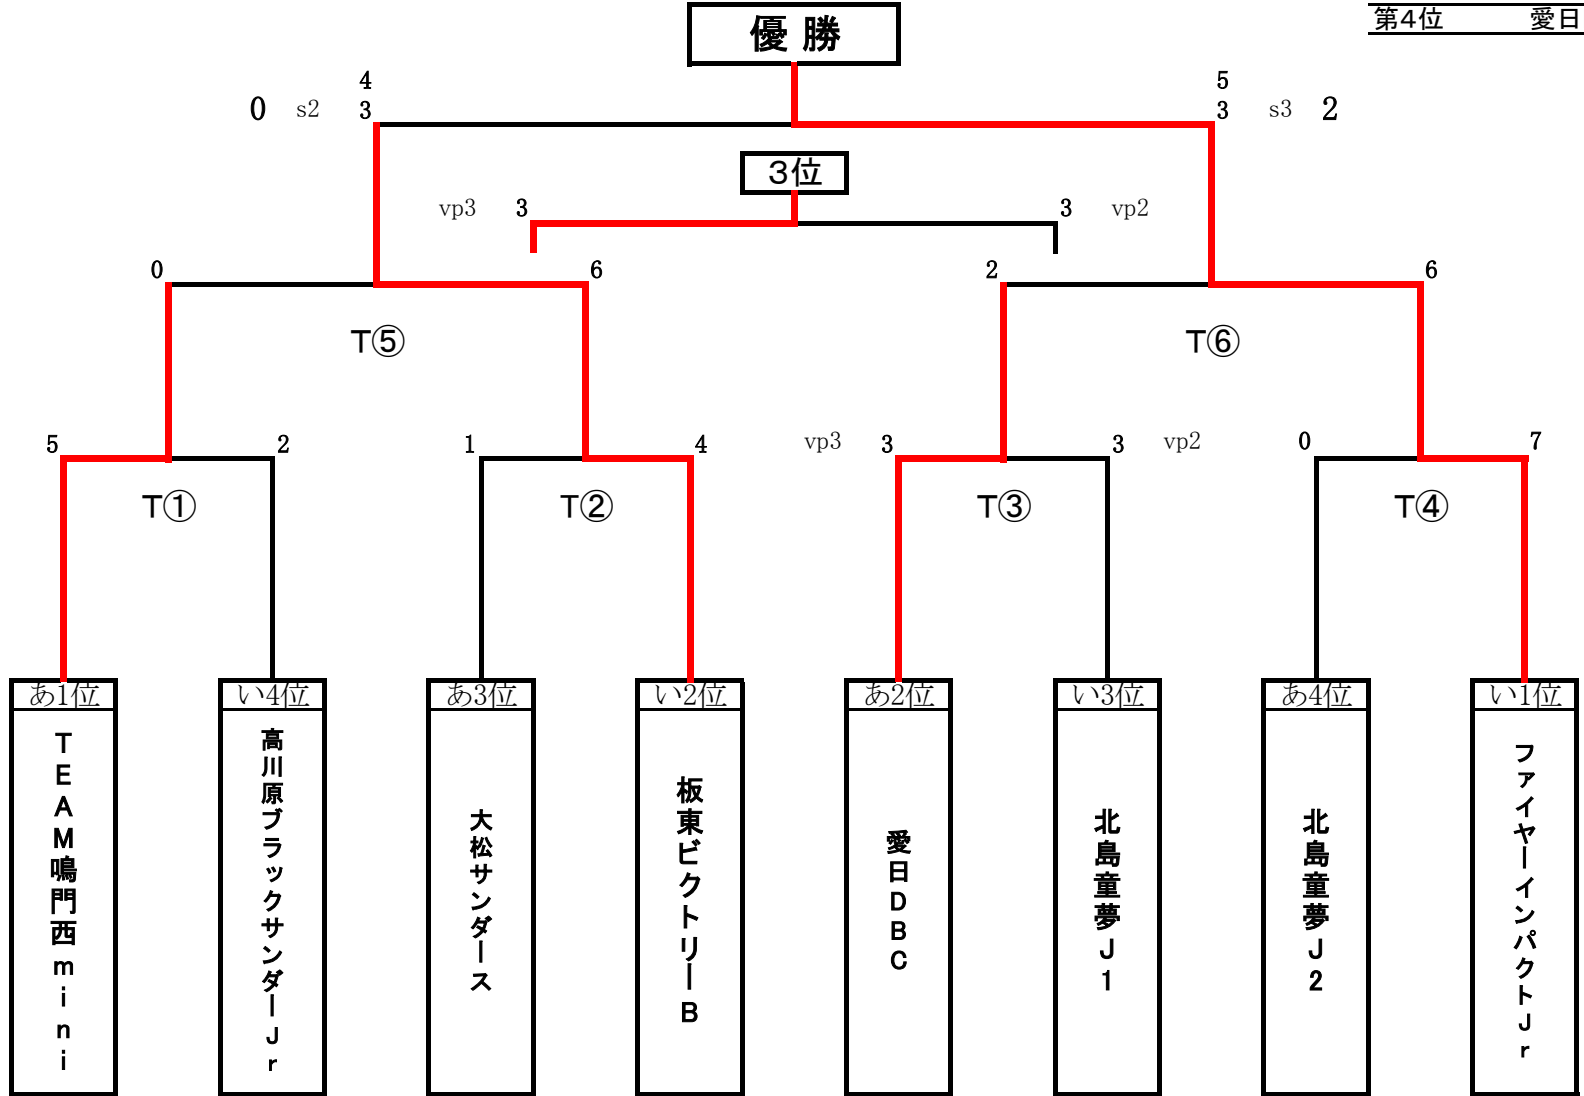 優勝
第4位 愛日
4
5
0 s2 3
3 s3 2
3位
vp3 3
3 vp2
0
6
2
6
T⑤
T⑥
5
2
1
4
vp3 3
3 vp2
0
7
T①
T②
T③
T④
あ1位
い4位
あ3位
い2位
あ2位
い3位
あ4位
い1位
TEAM鳴門西mini
高川原ブラックサンダーJr
大松サンダース
板東ビクトリーB
愛日DBC
北島童夢J1
北島童夢J2
ファイヤーインパクトJr